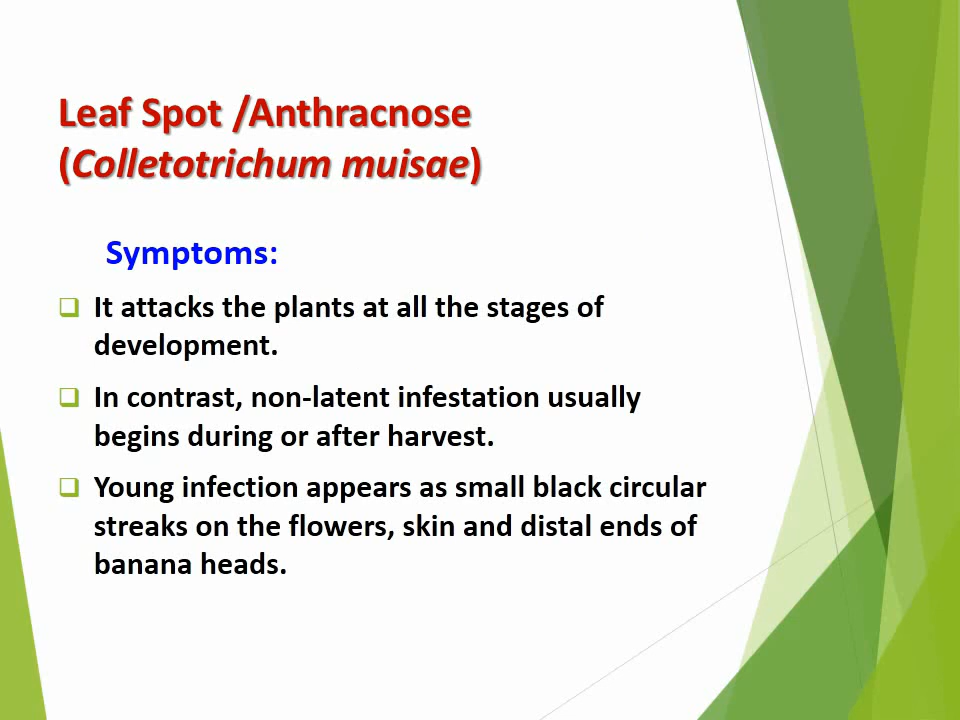 Leaf Spot /Anthracnose
(Colletotrichum muisae)
Symptoms:
It attacks the plants at all the stages of
development.
In contrast, non-latent infestation usually
begins during or after harvest.
Young infection appears as small black circular
streaks on the flowers, skin and distal ends of
banana heads.